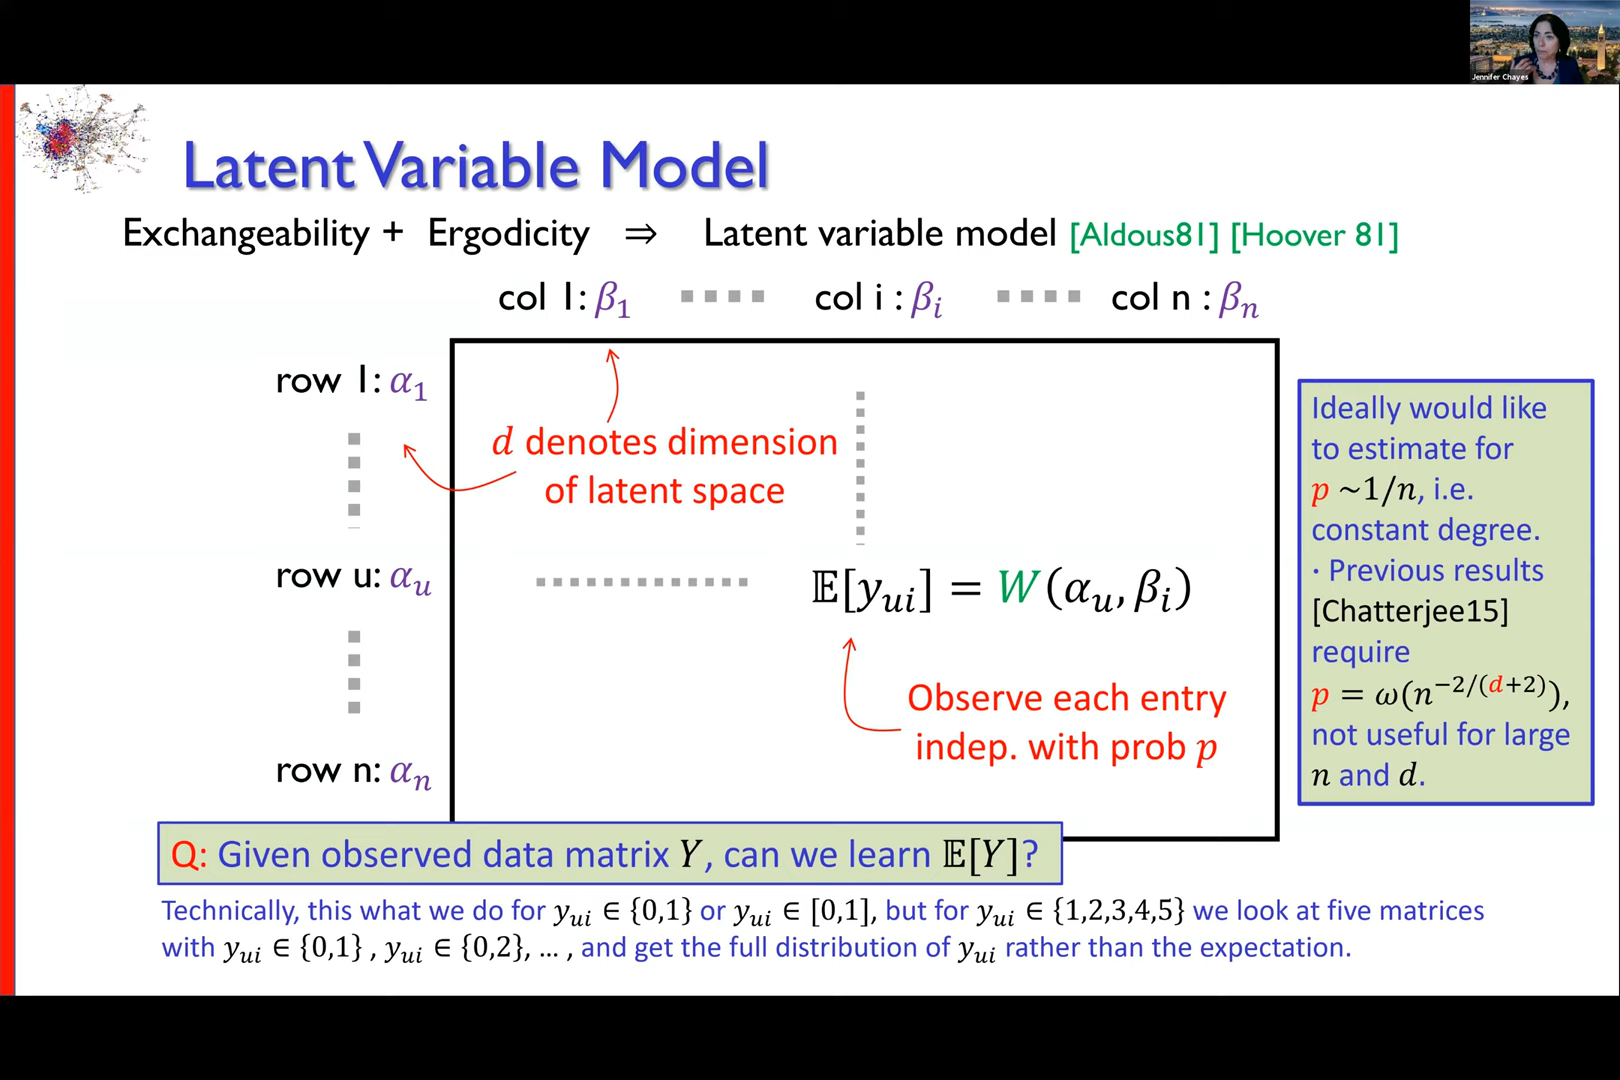 Jennifer Chayes
Latent Variable Model
Exchangeability + Ergodicity ⇒ Latent variable model [Aldous81] [Hoover 81]
col 1: β₁ col i : βᵢ col n : βₙ
row 1: α₁
d denotes dimension
of latent space
row u: αᵤ
𝔼[yᵤᵢ] = W(αᵤ, βᵢ)
Observe each entry
indep. with prob p
row n: αₙ
Ideally would like
to estimate for
p ~1/n, i.e.
constant degree.
· Previous results
[Chatterjee15]
require
p = ω(n^{-2/(d+2)}),
not useful for large
n and d.
Q: Given observed data matrix Y, can we learn 𝔼[Y]?
Technically, this what we do for yᵤᵢ ∈ {0,1} or yᵤᵢ ∈ [0,1], but for yᵤᵢ ∈ {1,2,3,4,5} we look at five matrices
with yᵤᵢ ∈ {0,1} , yᵤᵢ ∈ {0,2}, … , and get the full distribution of yᵤᵢ rather than the expectation.